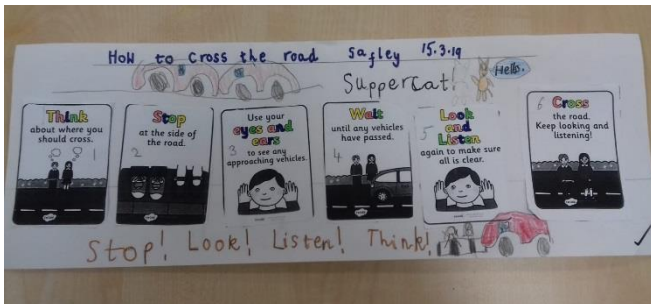 How to cross the road safley 15.3.19
Suppercat!
Hello.
Think
about where you
should cross.
1
Stop
at the side of
the road.
2
Use your
eyes and
ears
to see any
approaching vehicles.
3
Wait
until any vehicles
have passed.
4
Look
and
Listen
again to make sure
all is clear.
5
6 Cross
the road.
Keep looking and
listening!
Stop! Look! Listen! Think!